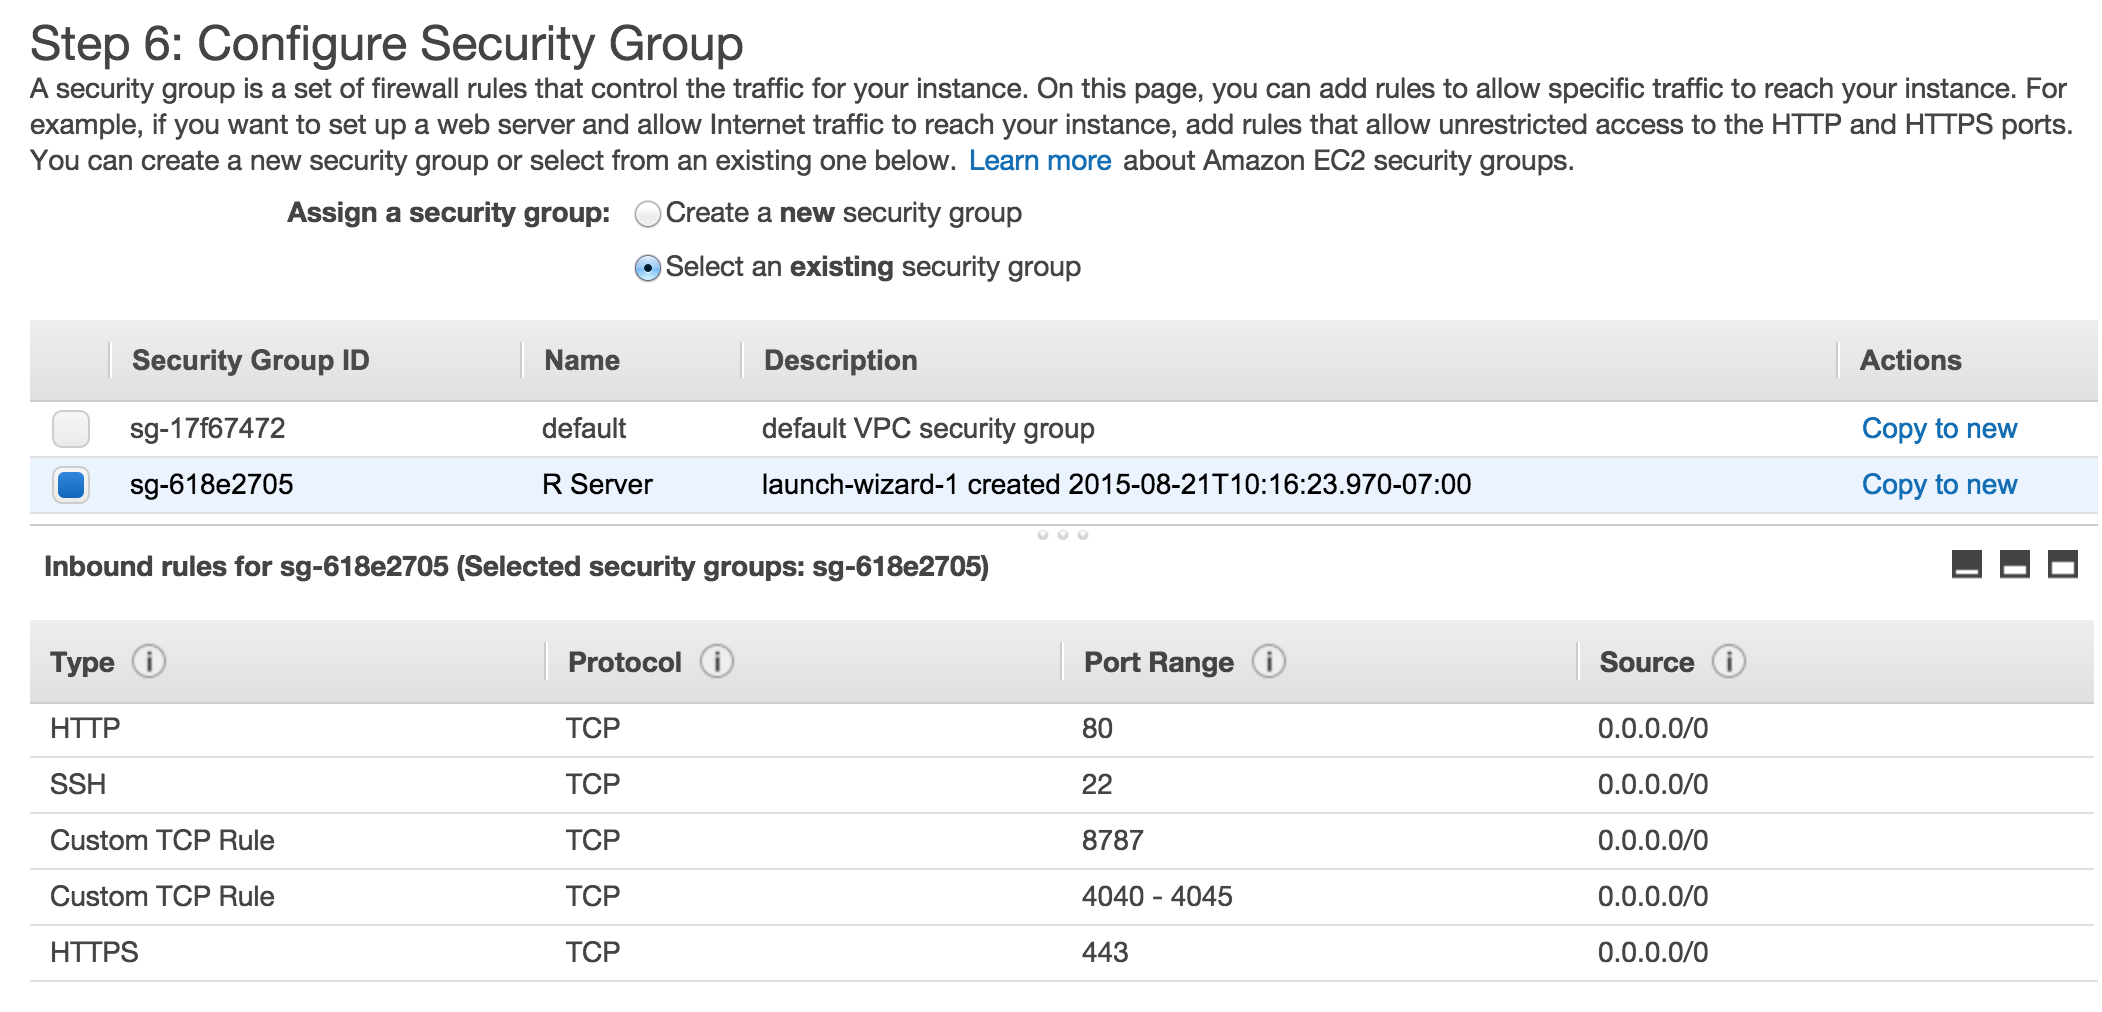 Step 6: Configure Security Group
A security group is a set of firewall rules that control the traffic for your instance. On this page, you can add rules to allow specific traffic to reach your instance. For
example, if you want to set up a web server and allow Internet traffic to reach your instance, add rules that allow unrestricted access to the HTTP and HTTPS ports.
You can create a new security group or select from an existing one below. Learn more about Amazon EC2 security groups.
Assign a security group: Create a new security group
Select an existing security group
Security Group ID Name Description Actions
sg-17f67472 default default VPC security group Copy to new
sg-618e2705 R Server launch-wizard-1 created 2015-08-21T10:16:23.970-07:00 Copy to new
Inbound rules for sg-618e2705 (Selected security groups: sg-618e2705)
Type i Protocol i Port Range i Source i
HTTP TCP 80 0.0.0.0/0
SSH TCP 22 0.0.0.0/0
Custom TCP Rule TCP 8787 0.0.0.0/0
Custom TCP Rule TCP 4040 - 4045 0.0.0.0/0
HTTPS TCP 443 0.0.0.0/0